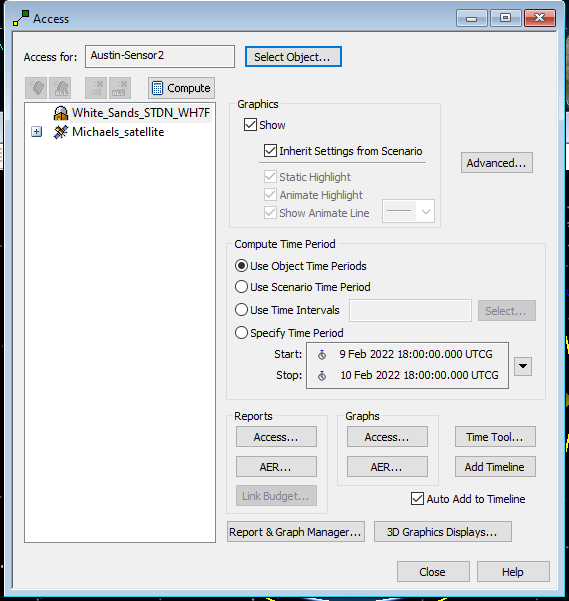 Access
Access for: Austin-Sensor2 Select Object...
ALL ALL Compute
White_Sands_STDN_WH7F
Michaels_satellite
Graphics
Show
Inherit Settings from Scenario
Static Highlight
Animate Highlight
Show Animate Line
Advanced...
Compute Time Period
Use Object Time Periods
Use Scenario Time Period
Use Time Intervals Select...
Specify Time Period
Start: 9 Feb 2022 18:00:00.000 UTCG
Stop: 10 Feb 2022 18:00:00.000 UTCG
Reports
Access...
AER...
Link Budget...
Graphs
Access...
AER...
Time Tool...
Add Timeline
Auto Add to Timeline
Report & Graph Manager... 3D Graphics Displays...
Close Help